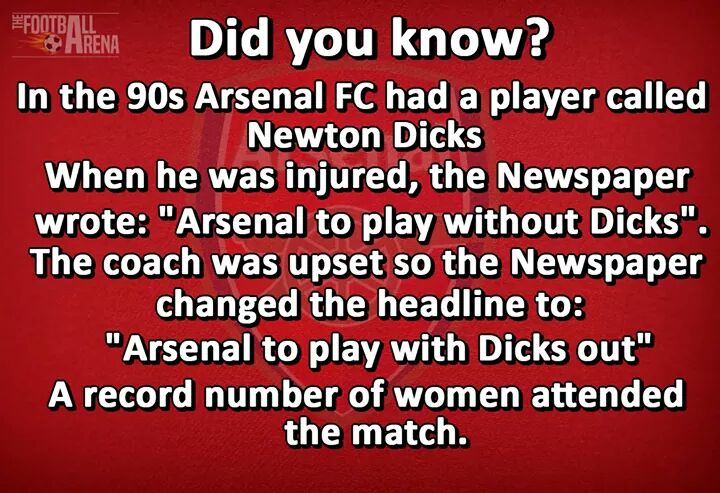 THE
FOOTBALL
ARENA
Did you know?
In the 90s Arsenal FC had a player called
Newton Dicks
When he was injured, the Newspaper
wrote: "Arsenal to play without Dicks".
The coach was upset so the Newspaper
changed the headline to:
"Arsenal to play with Dicks out"
A record number of women attended
the match.
Arsenal